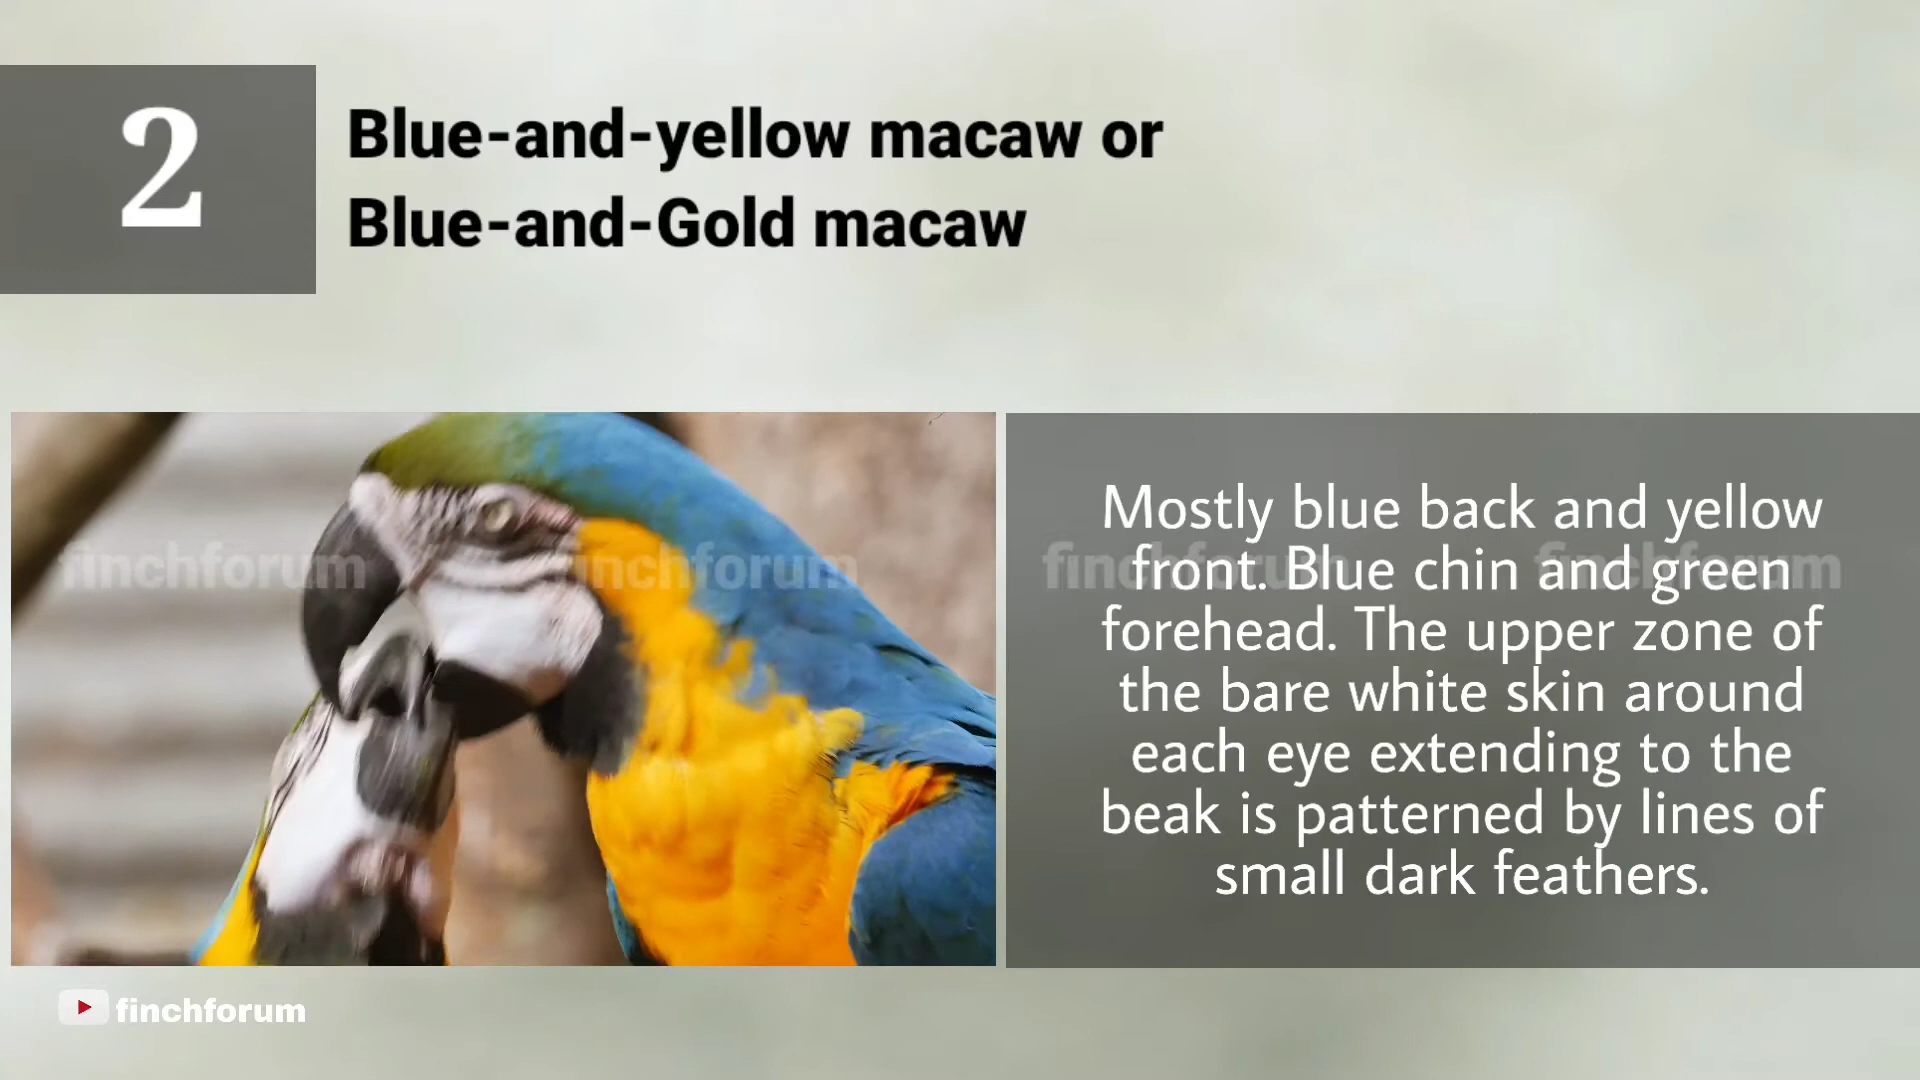 2
Blue-and-yellow macaw or
Blue-and-Gold macaw
finchforum finchforum finchforum finchforum
Mostly blue back and yellow
front. Blue chin and green
forehead. The upper zone of
the bare white skin around
each eye extending to the
beak is patterned by lines of
small dark feathers.
finchforum